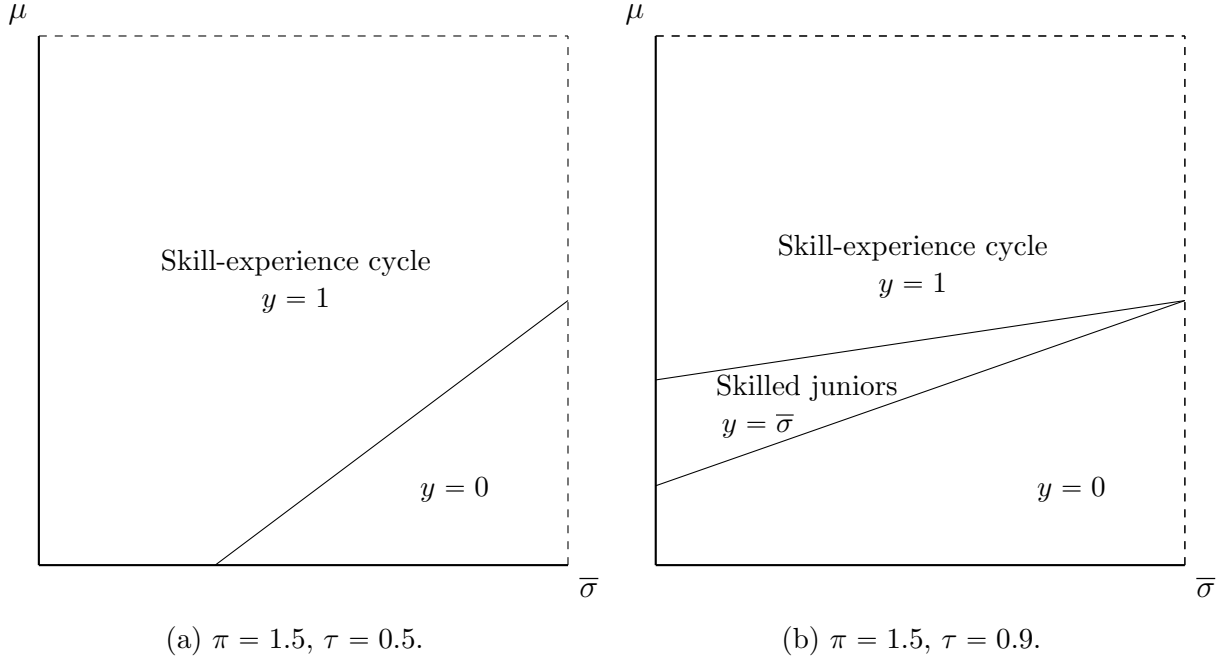 μ
Skill-experience cycle
y = 1
y = 0
σ̅
(a) π = 1.5, τ = 0.5.
μ
Skill-experience cycle
y = 1
Skilled juniors
y = σ̅
y = 0
σ̅
(b) π = 1.5, τ = 0.9.